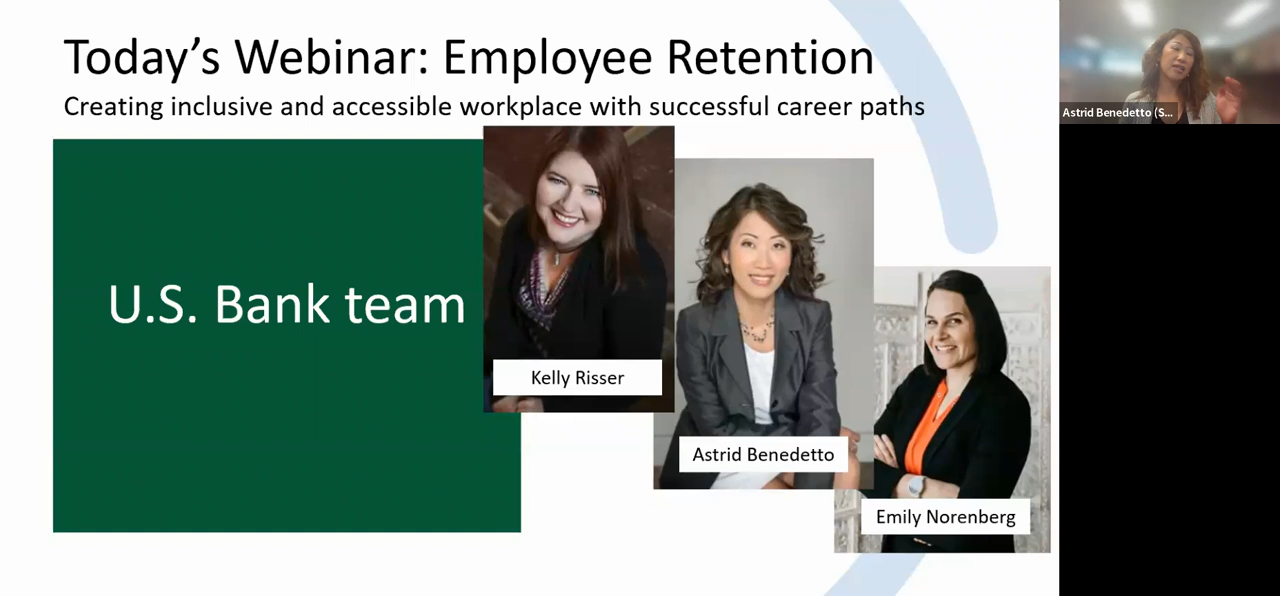 Today's Webinar: Employee Retention
Creating inclusive and accessible workplace with successful career paths
U.S. Bank team
Kelly Risser
Astrid Benedetto
Emily Norenberg
Astrid Benedetto (S...